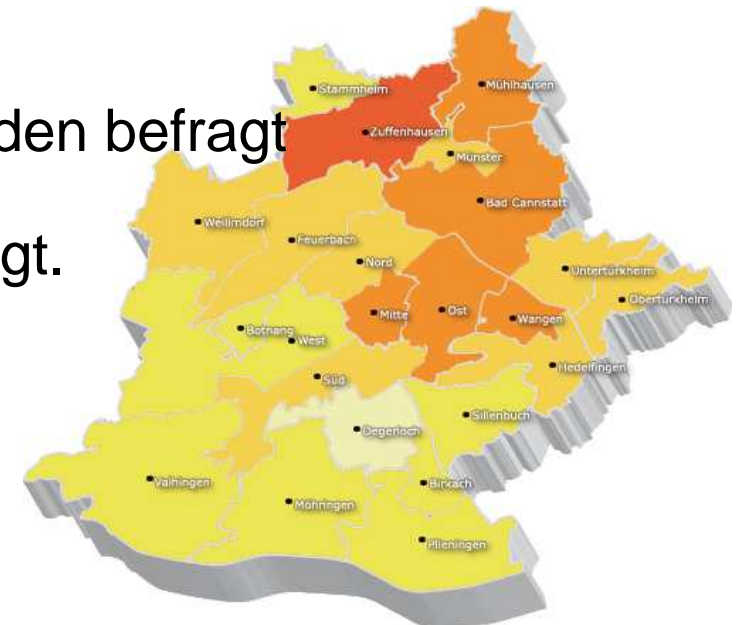 Stammheim
Mühlhausen
den befragt
Zuffenhausen
Münster
Bad Cannstatt
Weilimdorf
Feuerbach
gt.
Nord
Untertürkheim
Obertürkheim
Mitte
Ost
Wangen
Botnang
West
Hedelfingen
Süd
Sillenbuch
Degerloch
Vaihingen
Birkach
Möhringen
Plieningen